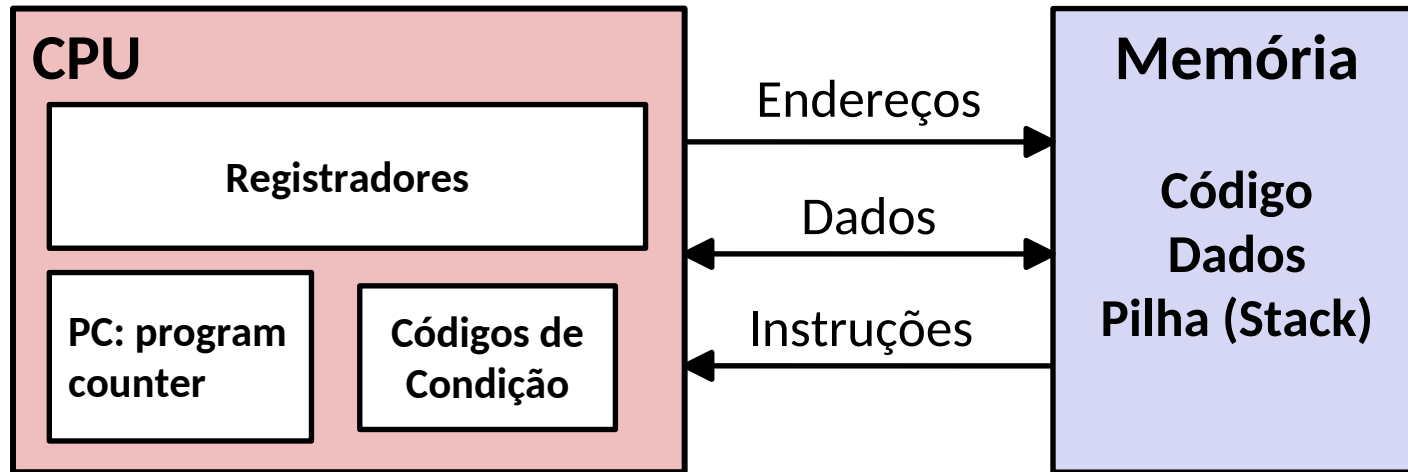 CPU
Registradores
PC: program
counter
Códigos de
Condição
Endereços
Dados
Instruções
Memória
Código
Dados
Pilha (Stack)